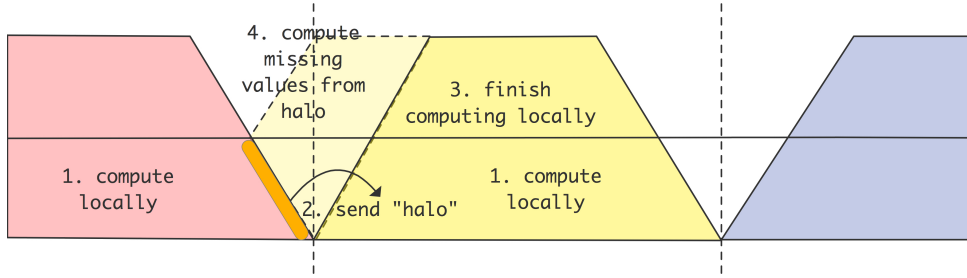 4. compute
missing
values from
halo
3. finish
computing locally
1. compute
locally
2. send "halo"
1. compute
locally